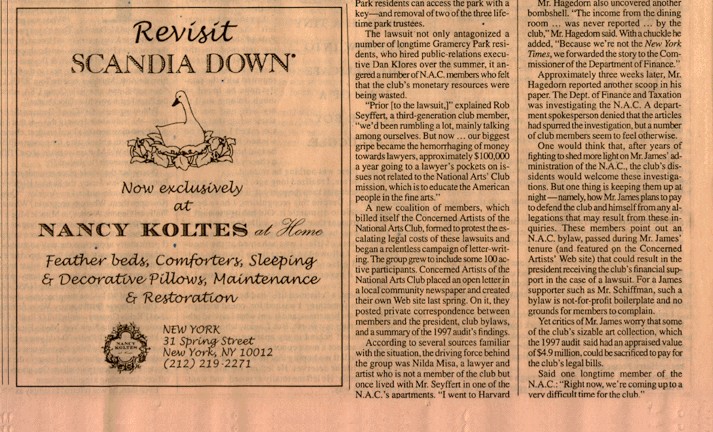 Revisit
SCANDIA DOWN
Now exclusively
at
NANCY KOLTES at Home
Feather beds, Comforters, Sleeping
& Decorative Pillows, Maintenance
& Restoration
NANCY
KOLTES
NEW YORK
31 Spring Street
New York, NY 10012
(212) 219-2271
Park residents can access the park with a
key—and removal of two of the three life-
time park trustees.
The lawsuit not only antagonized a
number of longtime Gramercy Park resi-
dents, who hired public-relations execu-
tive Dan Klores over the summer, it an-
gered a number of N.A.C. members who felt
that the club's monetary resources were
being wasted.
"Prior [to the lawsuit,]" explained Rob
Seyffert, a third-generation club member,
"we'd been rumbling a lot, mainly talking
among ourselves. But now ... our biggest
gripe became the hemorrhaging of money
towards lawyers, approximately $100,000
a year going to a lawyer's pockets on is-
sues not related to the National Arts' Club
mission, which is to educate the American
people in the fine arts."
A new coalition of members, which
billed itself the Concerned Artists of the
National Arts Club, formed to protest the es-
calating legal costs of these lawsuits and
began a relentless campaign of letter-writ-
ing. The group grew to include some 100 ac-
tive participants. Concerned Artists of the
National Arts Club placed an open letter in
a local community newspaper and created
their own Web site last spring. On it, they
posted private correspondence between
members and the president, club bylaws,
and a summary of the 1997 audit's findings.
According to several sources familiar
with the situation, the driving force behind
the group was Nilda Misa, a lawyer and
artist who is not a member of the club but
once lived with Mr. Seyffert in one of the
N.A.C.'s apartments. "I went to Harvard
Mr. Hagedorn also uncovered another
bombshell. "The income from the dining
room ... was never reported ... by the
club," Mr. Hagedorn said. With a chuckle he
added, "Because we're not the New York
Times, we forwarded the story to the Com-
missioner of the Department of Finance."
Approximately three weeks later, Mr.
Hagedorn reported another scoop in his
paper. The Dept. of Finance and Taxation
was investigating the N.A.C. A depart-
ment spokesperson denied that the articles
had spurred the investigation, but a number
of club members seem to feel otherwise.
One would think that, after years of
fighting to shed more light on Mr. James' ad-
ministration of the N.A.C., the club's dis-
sidents would welcome these investiga-
tions. But one thing is keeping them up at
night—namely, how Mr. James plans to pay
to defend the club and himself from any al-
legations that may result from these in-
quiries. These members point out an
N.A.C. bylaw, passed during Mr. James'
tenure (and featured on the Concerned
Artists' Web site) that could result in the
president receiving the club's financial sup-
port in the case of a lawsuit. For a James
supporter such as Mr. Schiffman, such a
bylaw is not-for-profit boilerplate and no
grounds for members to complain.
Yet critics of Mr. James worry that some
of the club's sizable art collection, which
the 1997 audit said had an appraised value
of $4.9 million, could be sacrificed to pay for
the club's legal bills.
Said one longtime member of the
N.A.C.: "Right now, we're coming up to a
very difficult time for the club."